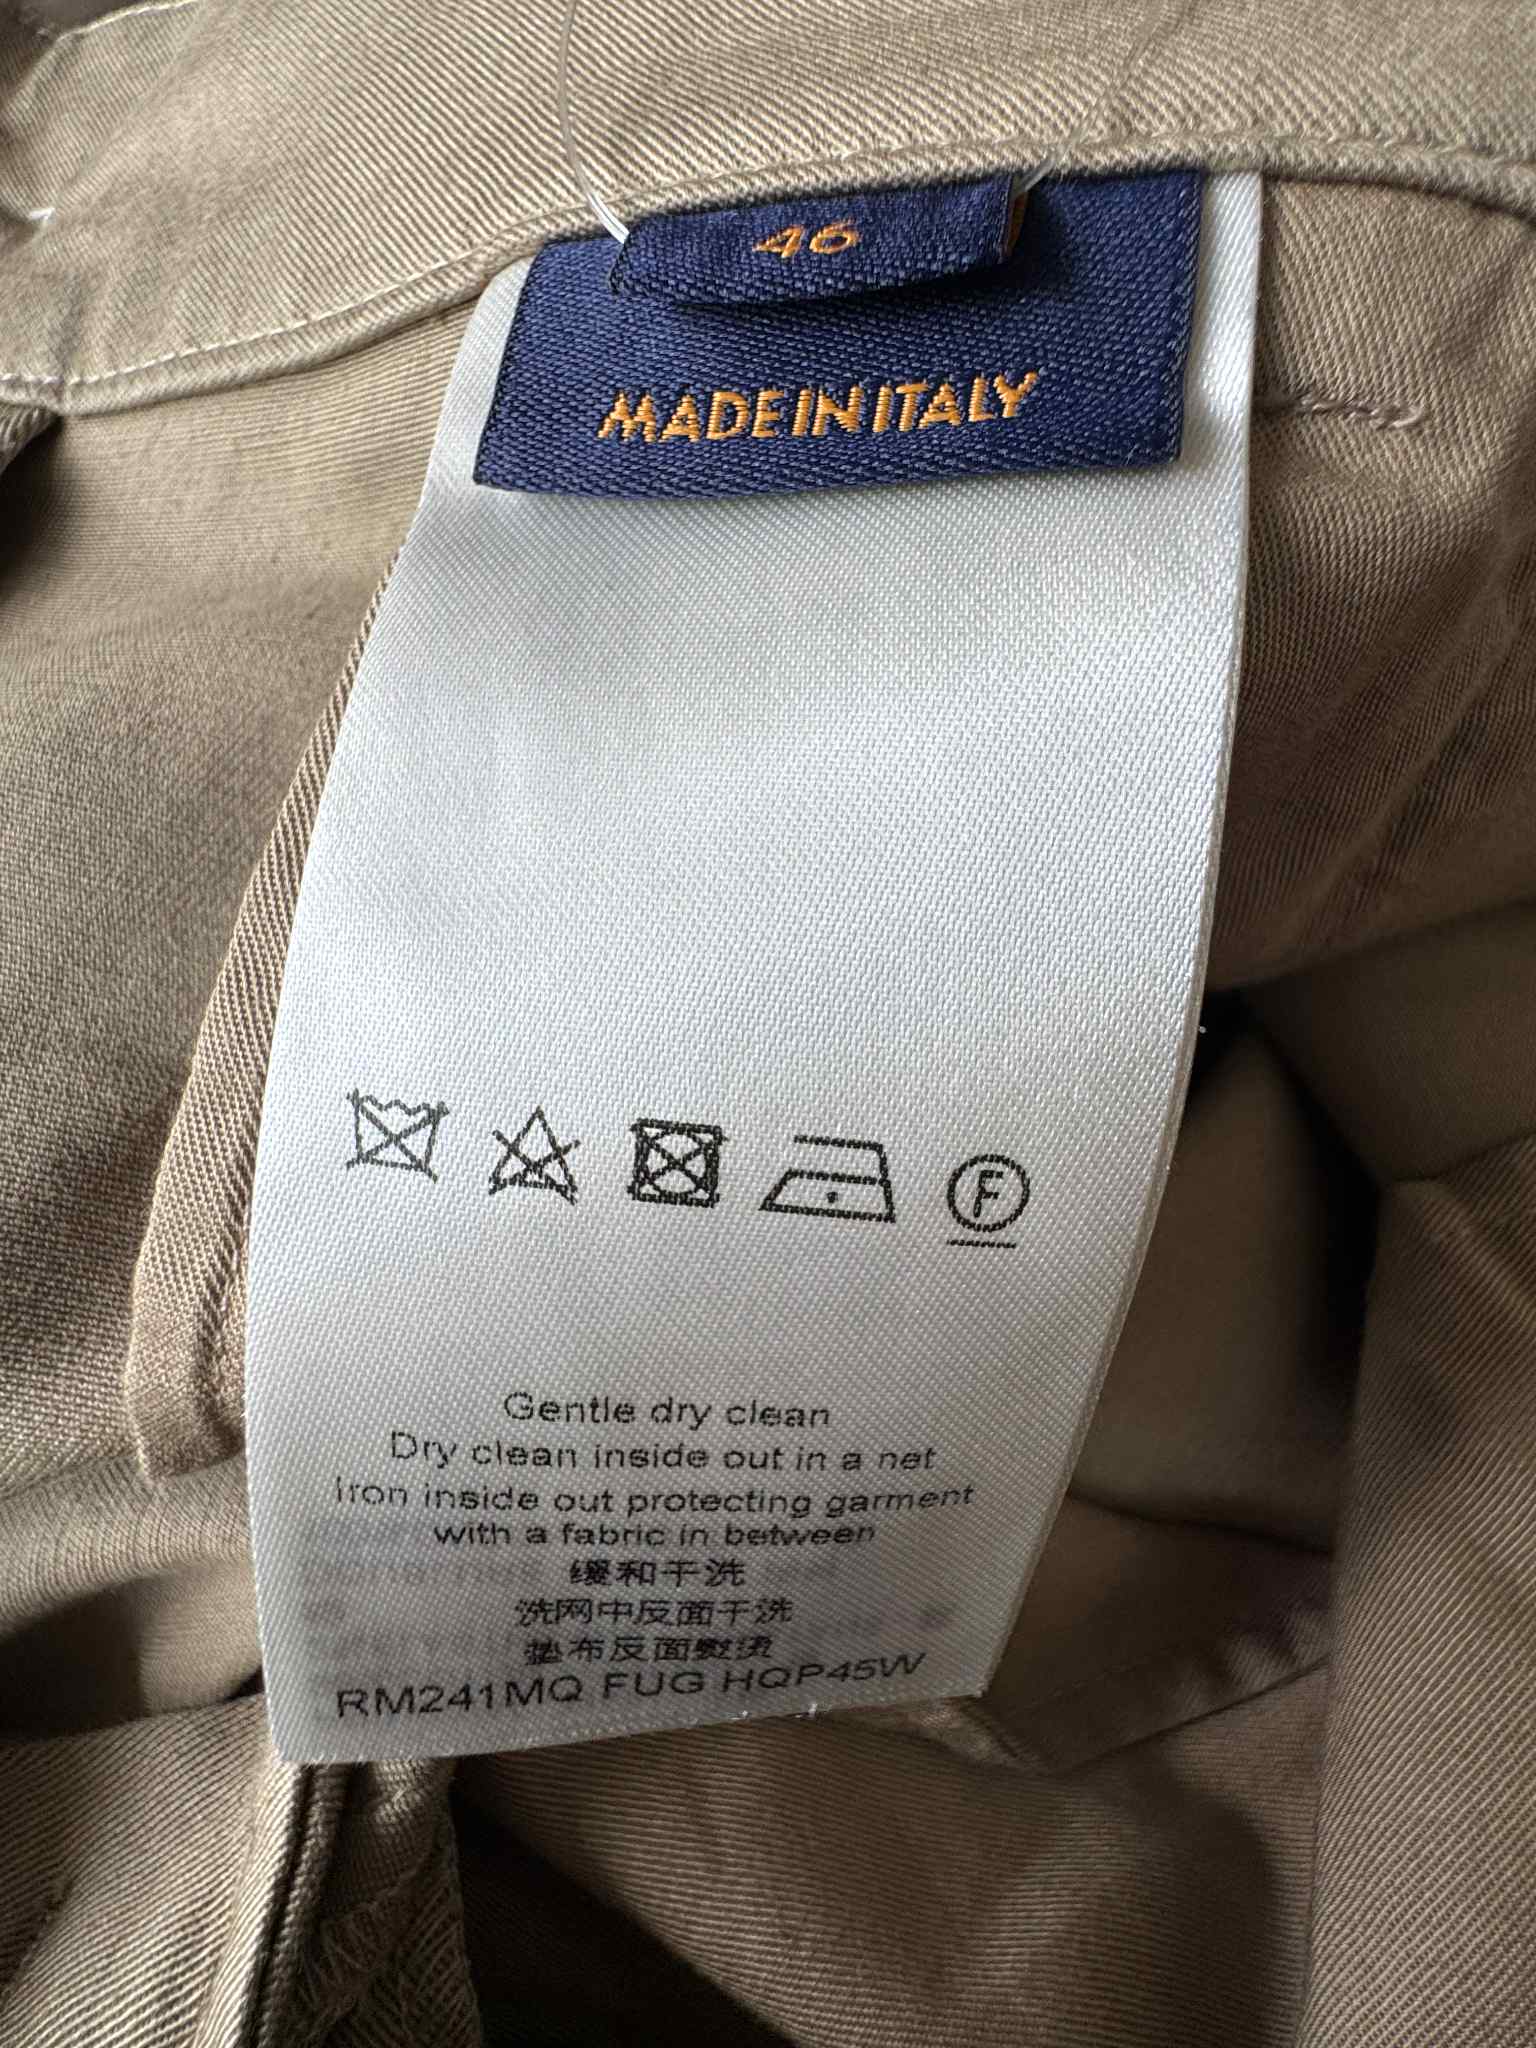 46
MADE IN ITALY
F
Gentle dry clean
Dry clean inside out in a net
Iron inside out protecting garment
with a fabric in between
缓和干洗
洗网中反面干洗
垫布反面熨烫
RM241MQ FUG HQP45W